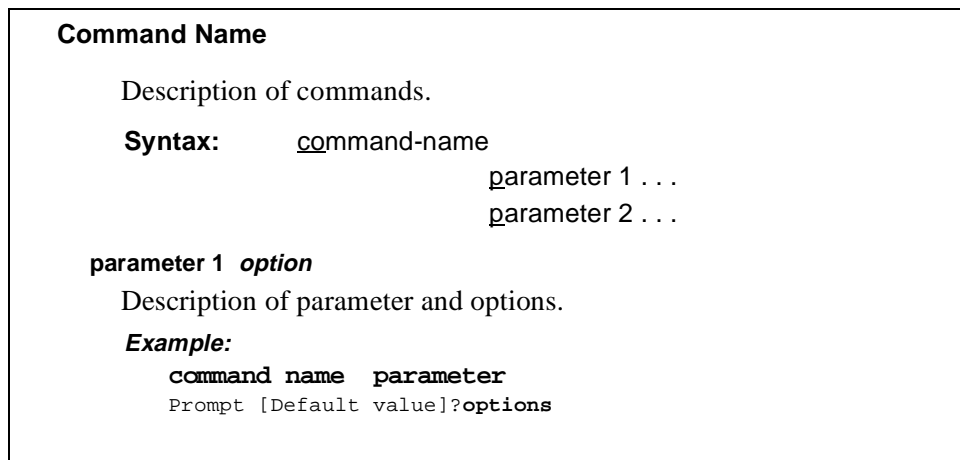 Command Name
Description of commands.
Syntax: command-name
parameter 1 . . .
parameter 2 . . .
parameter 1 option
Description of parameter and options.
Example:
command name parameter
Prompt [Default value]?options